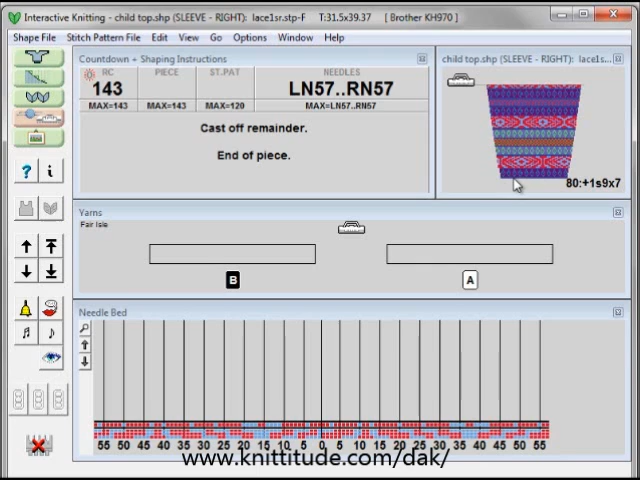 Interactive Knitting - child top.shp (SLEEVE - RIGHT): lace1sr.stp-F T:31.5x39.37 [ Brother KH970 ]
Shape File Stitch Pattern File Edit View Go Options Window Help
Countdown + Shaping Instructions
RC PIECE ST.PAT NEEDLES
143 LN57..RN57
MAX=143 MAX=143 MAX=120 MAX=LN57..RN57
Cast off remainder.
End of piece.
child top.shp (SLEEVE - RIGHT): lace1s...
80:+1s9x7
Yarns
Fair Isle
B A
Needle Bed
55 50 45 40 35 30 25 20 15 10 5 0 5 10 15 20 25 30 35 40 45 50 55
www.knittitude.com/dak/